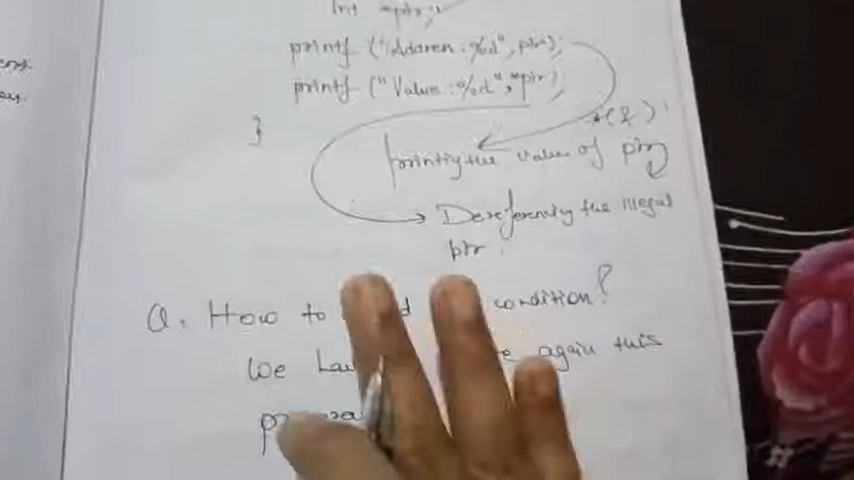 int *ptr;
printf ("Address : %d", ptr);
printf ("Value : %d", *ptr);
}
*(&)
printing the value of ptr
Dereferencing the illegal
ptr.
Q. How to condition?
We again this